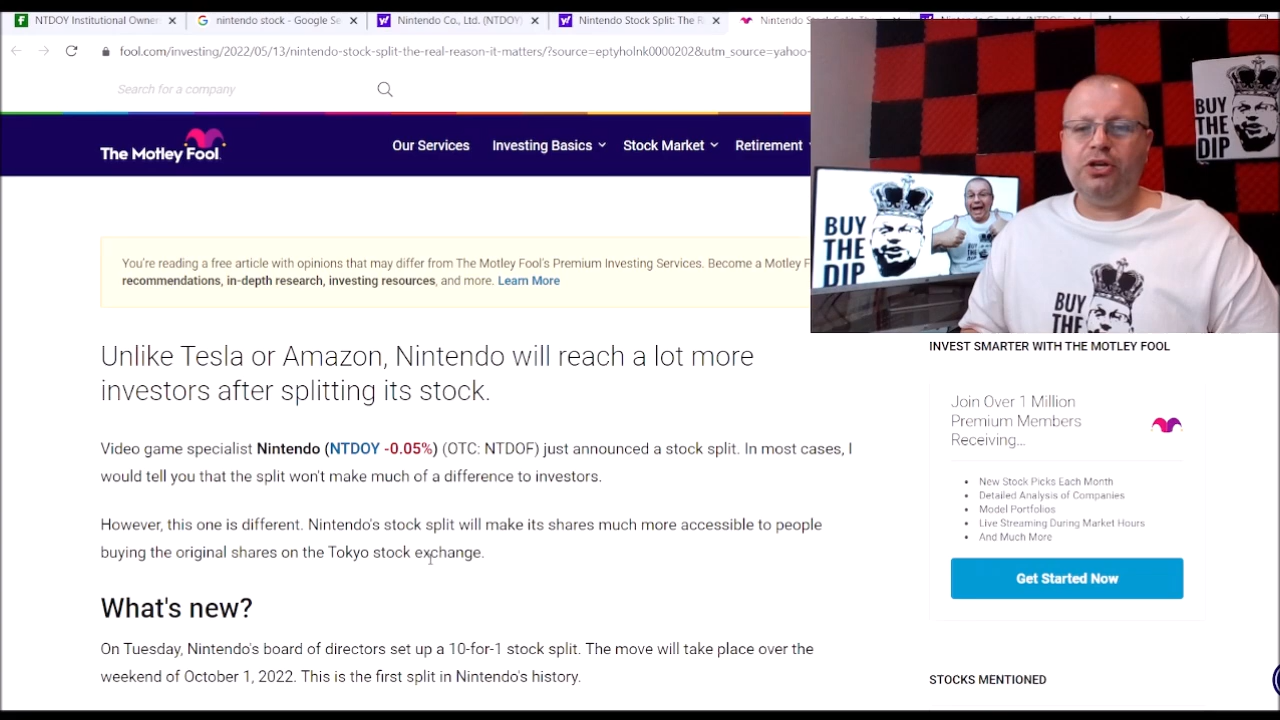 NTDOY Institutional Owner
nintendo stock - Google Se
Nintendo Co., Ltd. (NTDOY)
Nintendo Stock Split: The R
fool.com/investing/2022/05/13/nintendo-stock-split-the-real-reason-it-matters/?source=eptyholnk0000202&utm_source=yahoo-
Search for a company
The Motley Fool.
Our Services
Investing Basics
Stock Market
Retirement
BUY
THE
DIP
BUY
THE
DIP
BUY
THE
You're reading a free article with opinions that may differ from The Motley Fool's Premium Investing Services. Become a Motley F
recommendations, in-depth research, investing resources, and more. Learn More
Unlike Tesla or Amazon, Nintendo will reach a lot more
investors after splitting its stock.
Video game specialist Nintendo (NTDOY -0.05%) (OTC: NTDOF) just announced a stock split. In most cases, I
would tell you that the split won't make much of a difference to investors.
However, this one is different. Nintendo's stock split will make its shares much more accessible to people
buying the original shares on the Tokyo stock exchange.
What's new?
On Tuesday, Nintendo's board of directors set up a 10-for-1 stock split. The move will take place over the
weekend of October 1, 2022. This is the first split in Nintendo's history.
INVEST SMARTER WITH THE MOTLEY FOOL
Join Over 1 Million
Premium Members
Receiving...
New Stock Picks Each Month
Detailed Analysis of Companies
Model Portfolios
Live Streaming During Market Hours
And Much More
Get Started Now
STOCKS MENTIONED